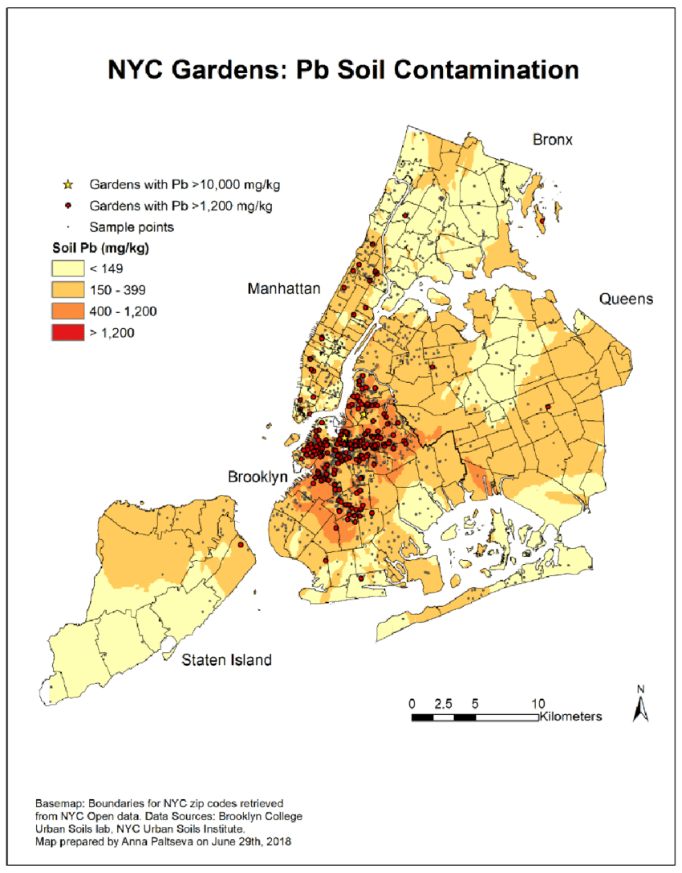 NYC Gardens: Pb Soil Contamination
Bronx
Gardens with Pb >10,000 mg/kg
Gardens with Pb >1,200 mg/kg
Sample points
Soil Pb (mg/kg)
< 149
150 - 399
400 - 1,200
> 1,200
Manhattan
Queens
Brooklyn
Staten Island
N
0 2.5 5 10
Kilometers
Basemap: Boundaries for NYC zip codes retrieved
from NYC Open data. Data Sources: Brooklyn College
Urban Soils lab, NYC Urban Soils Institute.
Map prepared by Anna Paltseva on June 29th, 2018